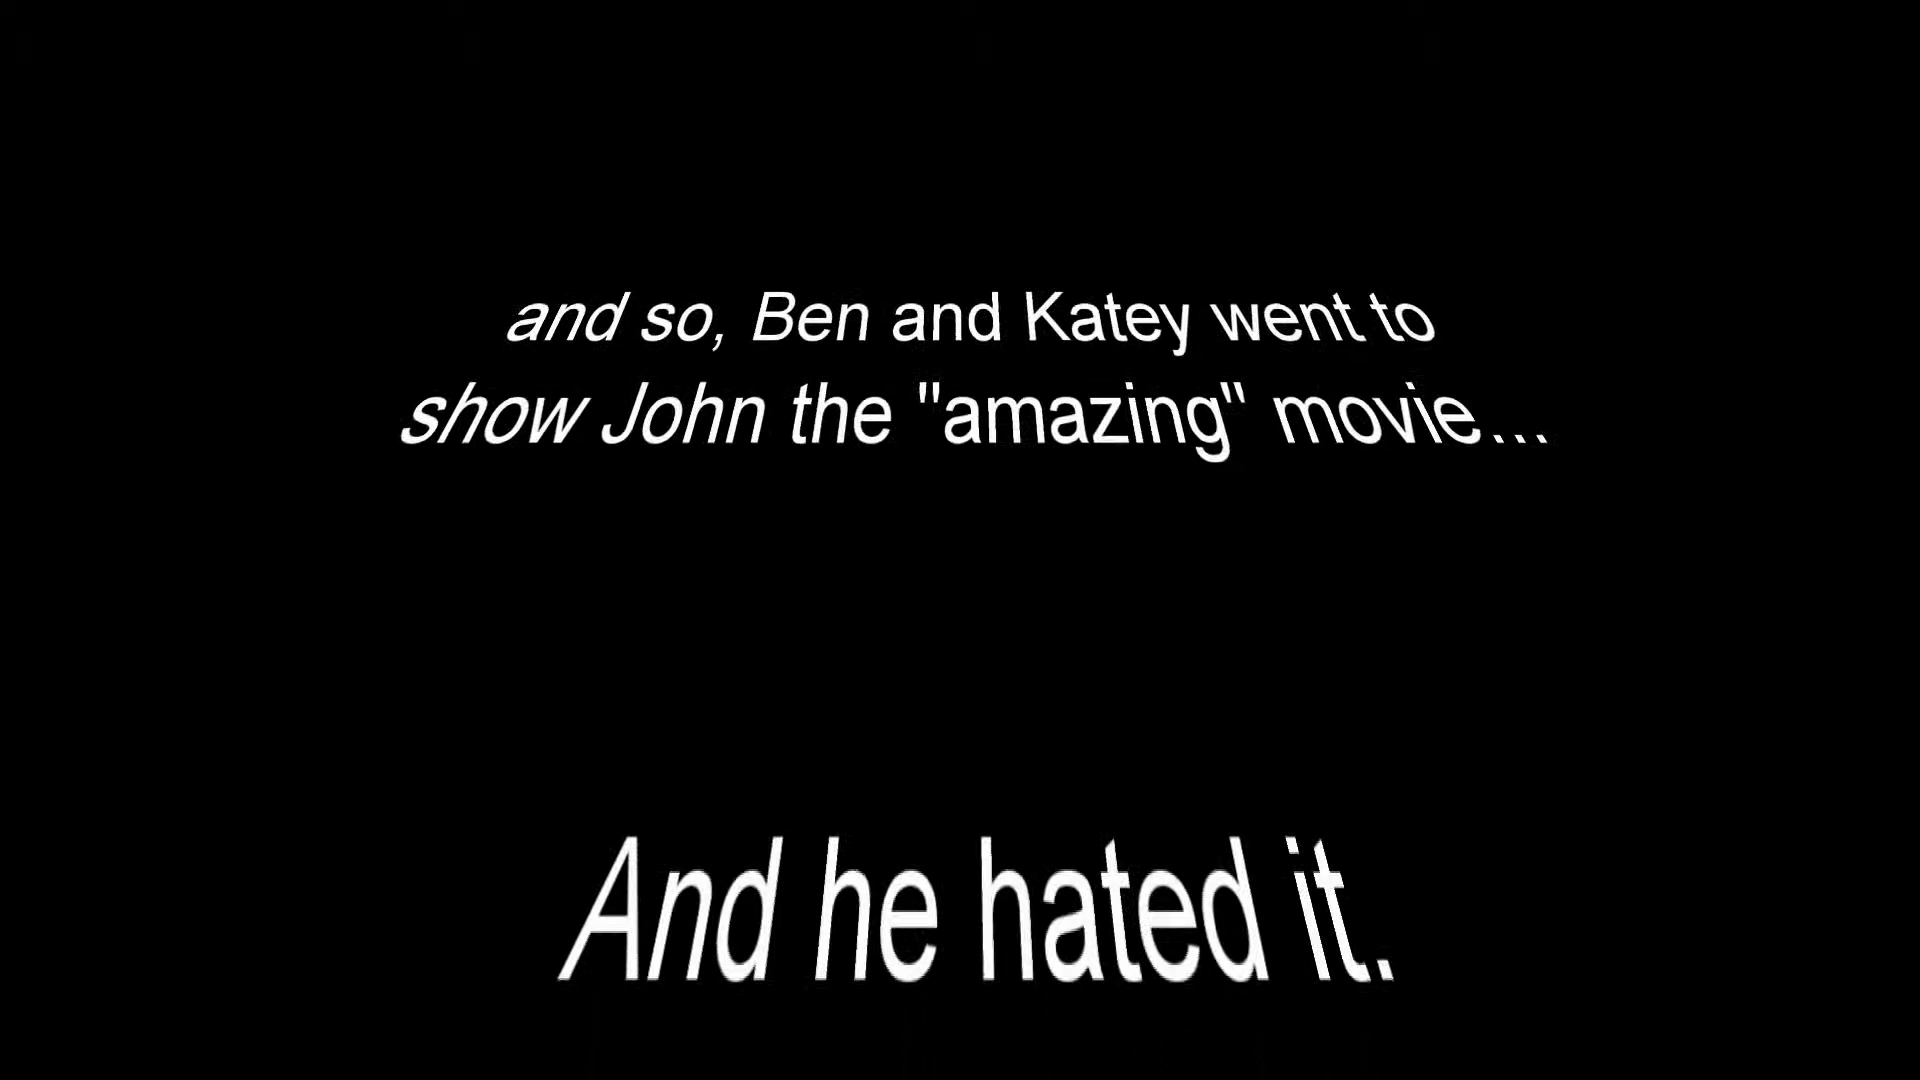 and so, Ben and Katey went to
show John the "amazing" movie...
And he hated it.